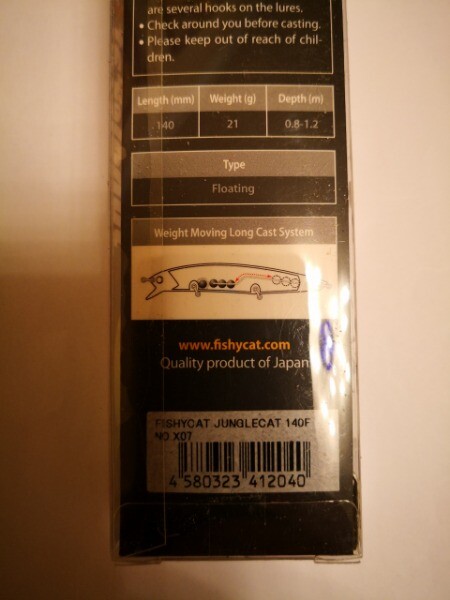 are several hooks on the lures.
• Check around you before casting.
• Please keep out of reach of chil-
dren.
Length (mm) Weight (g) Depth (m)
140 21 0.8-1.2
Type
Floating
Weight Moving Long Cast System
www.fishycat.com
Quality product of Japan
FISHYCAT JUNGLECAT 140F
NO X07
4 580323 412040